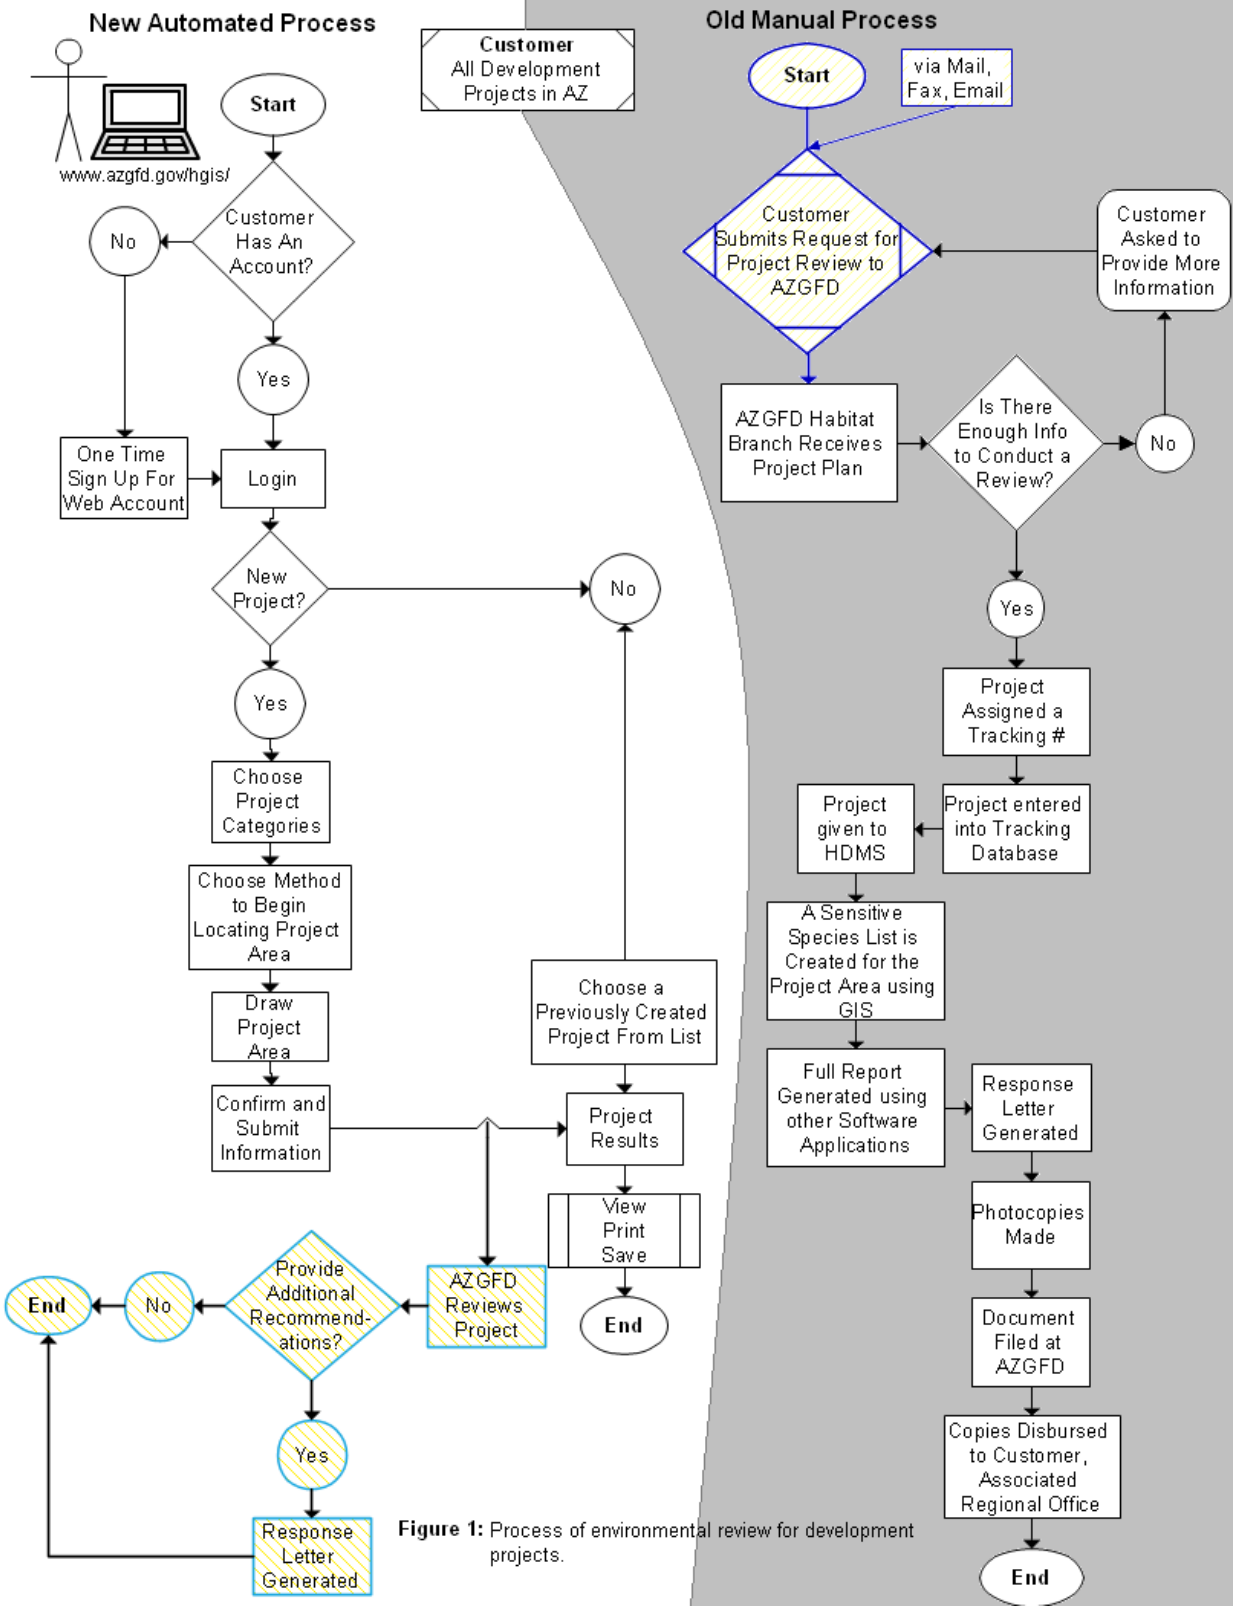 New Automated Process
www.azgfd.gov/hgis/
Start
Customer
Has An
Account?
No
Yes
One Time
Sign Up For
Web Account
Login
New
Project?
No
Yes
Choose
Project
Categories
Choose Method
to Begin
Locating Project
Area
Draw
Project
Area
Confirm and
Submit
Information
Choose a
Previously Created
Project From List
Project
Results
View
Print
Save
End
AZGFD
Reviews
Project
Provide
Additional
Recommend-
ations?
No
End
Yes
Response
Letter
Generated
Customer
All Development
Projects in AZ
Old Manual Process
Start
via Mail,
Fax, Email
Customer
Submits Request for
Project Review to
AZGFD
Customer
Asked to
Provide More
Information
AZGFD Habitat
Branch Receives
Project Plan
Is There
Enough Info
to Conduct a
Review?
No
Yes
Project
Assigned a
Tracking #
Project entered
into Tracking
Database
Project
given to
HDMS
A Sensitive
Species List is
Created for the
Project Area using
GIS
Full Report
Generated using
other Software
Applications
Response
Letter
Generated
Photocopies
Made
Document
Filed at
AZGFD
Copies Disbursed
to Customer,
Associated
Regional Office
End
Figure 1: Process of environmental review for development
projects.